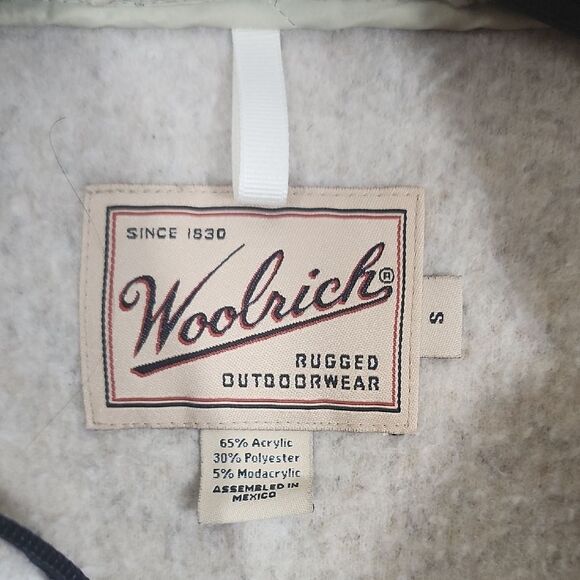 SINCE 1830
Woolrich®
RUGGED
OUTDOORWEAR
S
65% Acrylic
30% Polyester
5% Modacrylic
ASSEMBLED IN
MEXICO